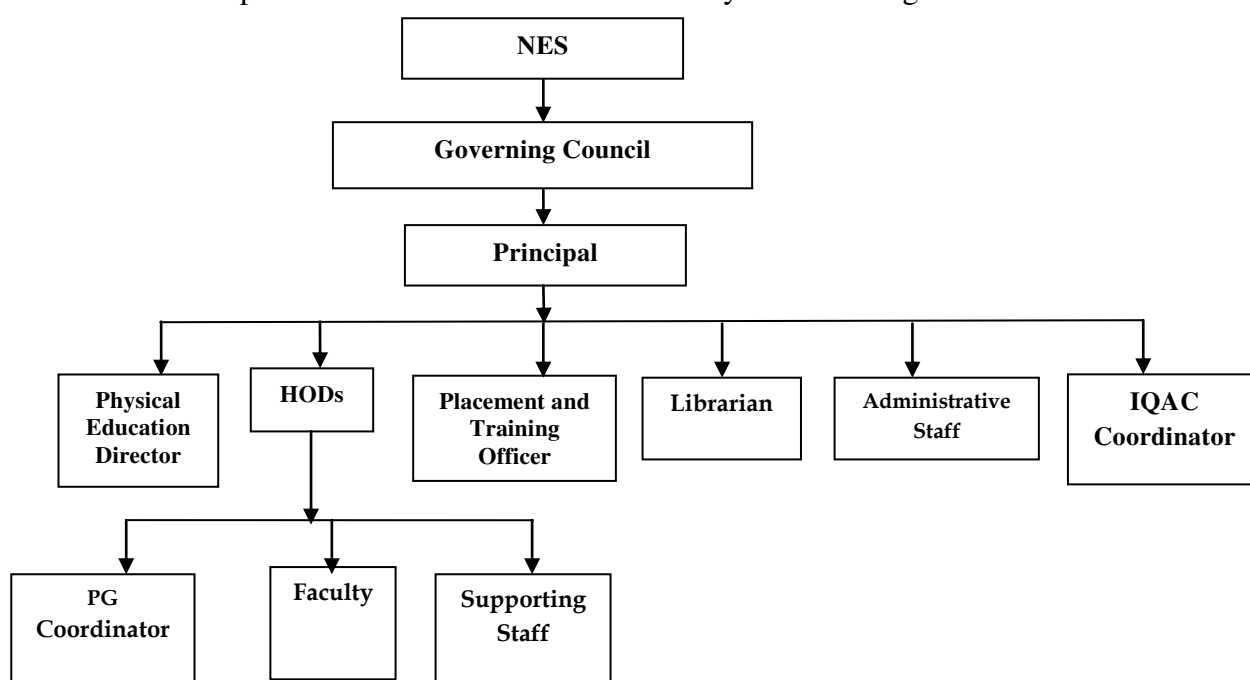 NES
Governing Council
Principal
Physical
Education
Director
HODs
Placement and
Training
Officer
Librarian
Administrative
Staff
IQAC
Coordinator
PG
Coordinator
Faculty
Supporting
Staff